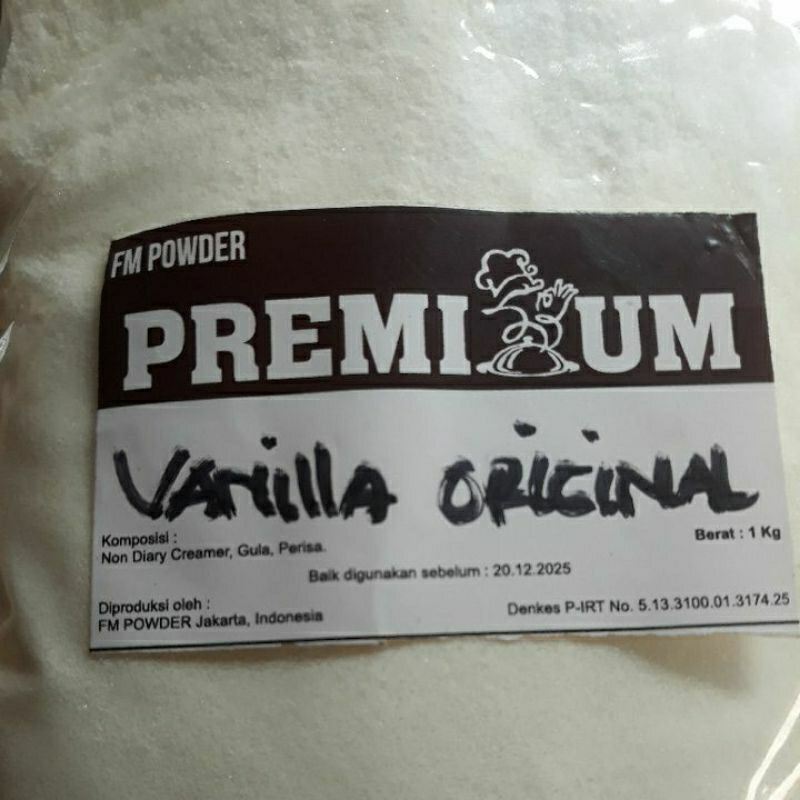 FM POWDER
PREMIUM
VANIllA ORIGINAL
Komposisi :
Non Diary Creamer, Gula, Perisa.
Berat : 1 Kg
Baik digunakan sebelum : 20.12.2025
Diproduksi oleh :
FM POWDER Jakarta, Indonesia
Denkes P-IRT No. 5.13.3100.01.3174.25